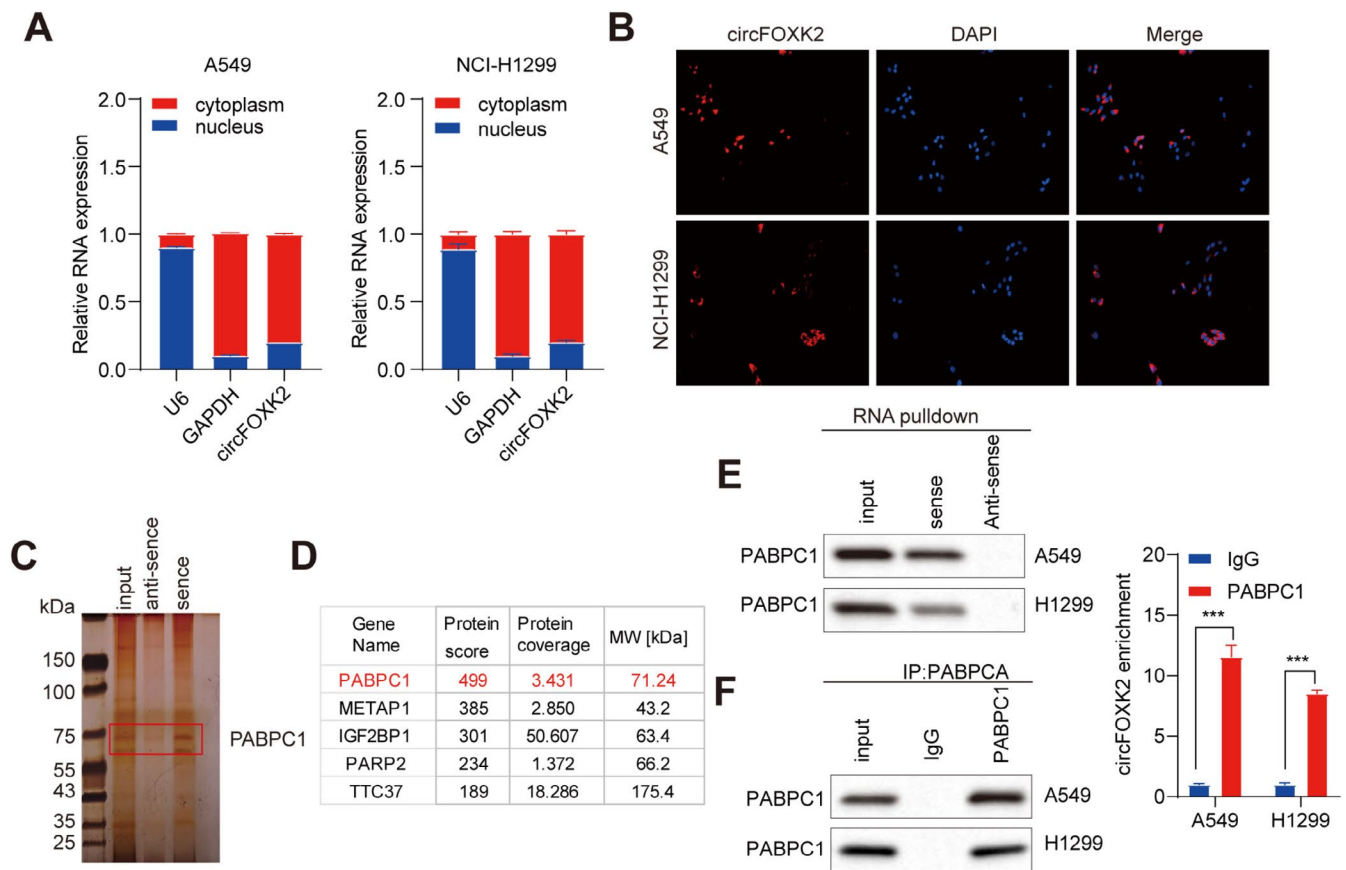 A
A549
2.0
1.5
1.0
0.5
0.0
Relative RNA expression
cytoplasm
nucleus
U6
GAPDH
circFOXK2
NCI-H1299
2.0
1.5
1.0
0.5
0.0
Relative RNA expression
cytoplasm
nucleus
U6
GAPDH
circFOXK2
B
circFOXK2 DAPI Merge
A549
NCI-H1299
C
kDa
input
anti-sence
sence
150
100
75
55
43
35
25
PABPC1
D
Gene Name Protein score Protein coverage MW [kDa]
PABPC1 499 3.431 71.24
METAP1 385 2.850 43.2
IGF2BP1 301 50.607 63.4
PARP2 234 1.372 66.2
TTC37 189 18.286 175.4
E
RNA pulldown
input
sense
Anti-sense
PABPC1 A549
PABPC1 H1299
F
IP:PABPCA
input
IgG
PABPC1
PABPC1 A549
PABPC1 H1299
circFOXK2 enrichment
20
15
10
5
0
IgG
PABPC1
***
***
A549 H1299